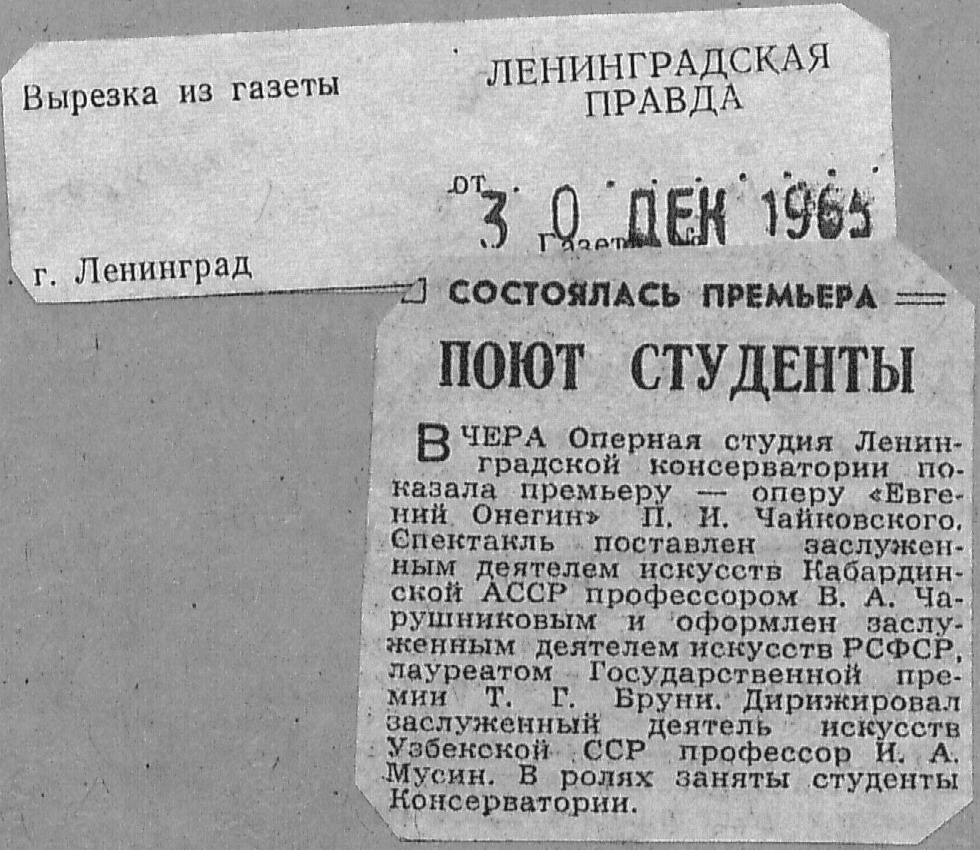 Вырезка из газеты
ЛЕНИНГРАДСКАЯ
ПРАВДА
от
30 ДЕК 1965
Газет
г. Ленинград
СОСТОЯЛАСЬ ПРЕМЬЕРА
ПОЮТ СТУДЕНТЫ
ВЧЕРА Оперная студия Ленин-
градской консерватории по-
казала премьеру — оперу «Евге-
ний Онегин» П. И. Чайковского.
Спектакль поставлен заслужен-
ным деятелем искусств Кабардин-
ской АССР профессором В. А. Ча-
рушниковым и оформлен заслу-
женным деятелем искусств РСФСР,
лауреатом Государственной пре-
мии Т. Г. Бруни. Дирижировал
заслуженный деятель искусств
Узбекской ССР профессор И. А.
Мусин. В ролях заняты студенты
Консерватории.